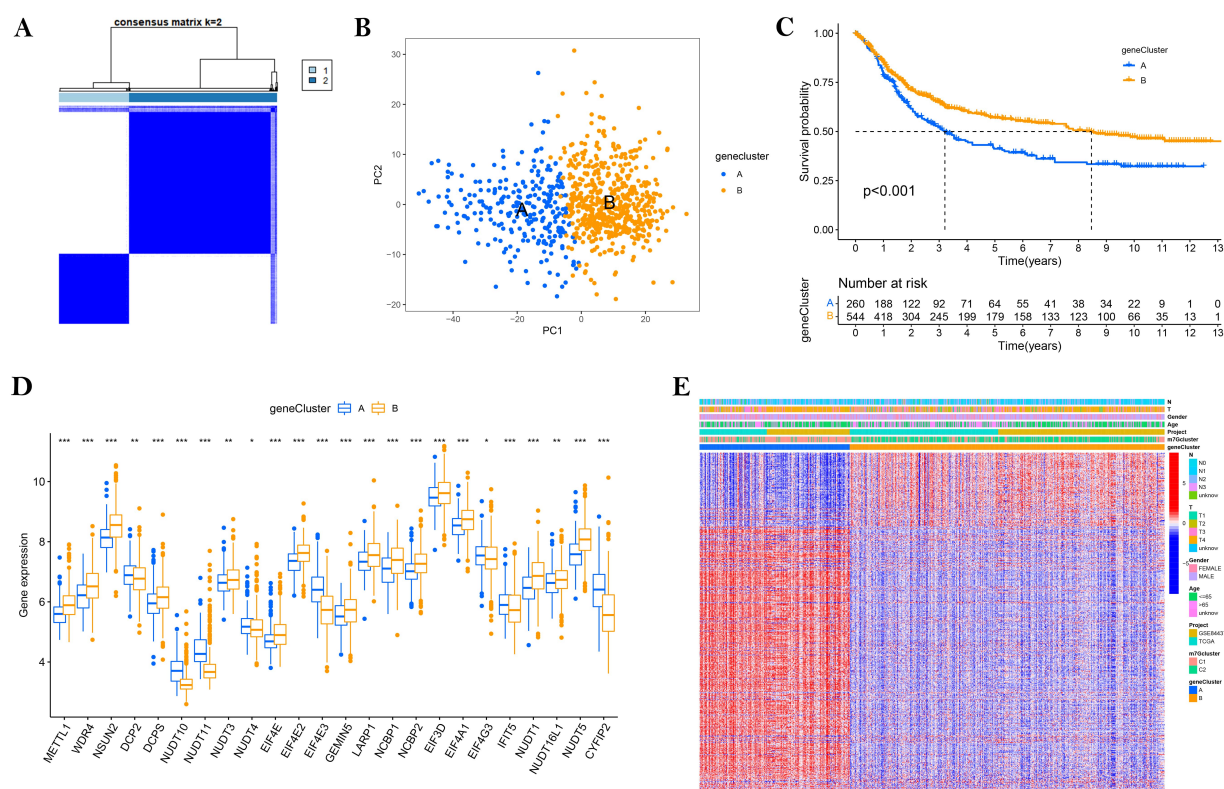 A
consensus matrix k=2
1
2
B
PC2
30
20
10
0
−10
−20
A
B
−40
−20
0
20
PC1
genecluster
A
B
C
geneCluster
A
B
Survival probability
1.00
0.75
0.50
0.25
0.00
p<0.001
0 1 2 3 4 5 6 7 8 9 10 11 12 13
Time(years)
Number at risk
geneCluster
A 260 188 122 92 71 64 55 41 38 34 22 9 1 0
B 544 418 304 245 199 179 158 133 123 100 66 35 13 1
0 1 2 3 4 5 6 7 8 9 10 11 12 13
Time(years)
D
geneCluster A B
*** *** *** ** *** *** *** ** * *** *** *** *** *** *** *** *** *** * *** *** ** *** ***
Gene expression
10
8
6
4
METTL1
WDR4
NSUN2
DCP2
DCPS
NUDT10
NUDT11
NUDT3
NUDT4
EIF4E
EIF4E2
EIF4E3
GEMIN5
LARP1
NCBP1
NCBP2
EIF3D
EIF4A1
EIF4G3
IFIT5
NUDT1
NUDT16L1
NUDT5
CYFIP2
E
N
T
Gender
Age
Project
m7Gcluster
geneCluster
5
0
−5
N
N0
N1
N2
N3
unknow
T
T1
T2
T3
T4
unknow
Gender
FEMALE
MALE
Age
<=65
>65
unknow
Project
GSE8443
TCGA
m7Gcluster
C1
C2
geneCluster
A
B